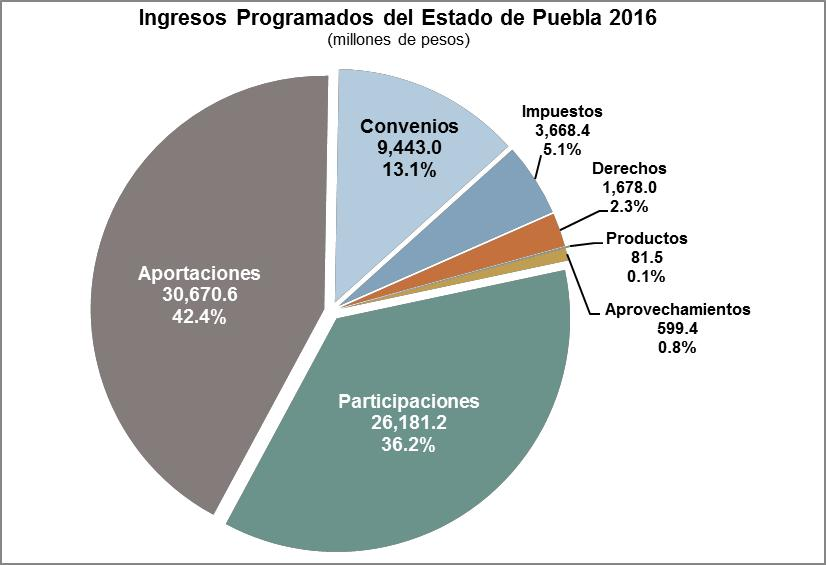 Ingresos Programados del Estado de Puebla 2016
(millones de pesos)
Convenios
9,443.0
13.1%
Impuestos
3,668.4
5.1%
Derechos
1,678.0
2.3%
Productos
81.5
0.1%
Aprovechamientos
599.4
0.8%
Aportaciones
30,670.6
42.4%
Participaciones
26,181.2
36.2%